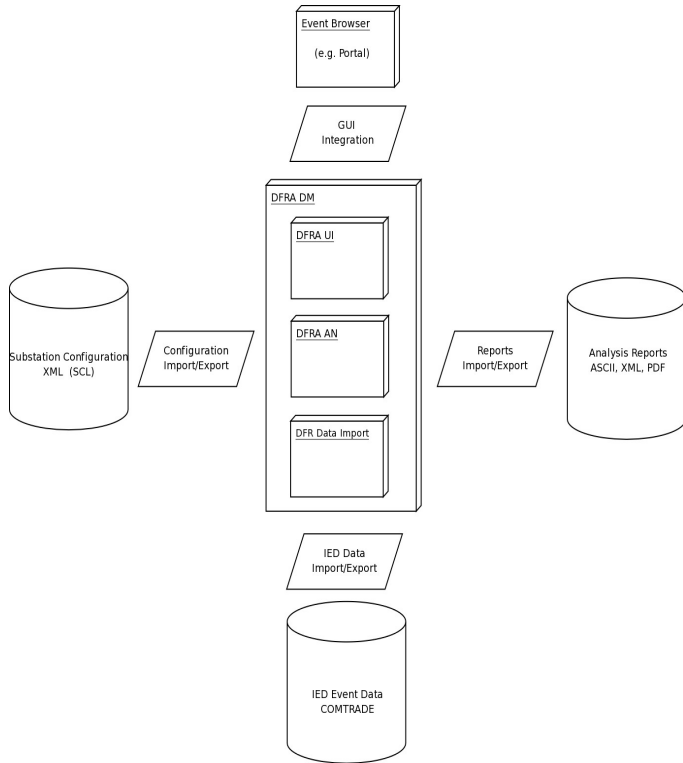 Event Browser
(e.g. Portal)
GUI
Integration
DFRA DM
DFRA UI
DFRA AN
DFR Data Import
Substation Configuration
XML (SCL)
Configuration
Import/Export
Reports
Import/Export
Analysis Reports
ASCII, XML, PDF
IED Data
Import/Export
IED Event Data
COMTRADE